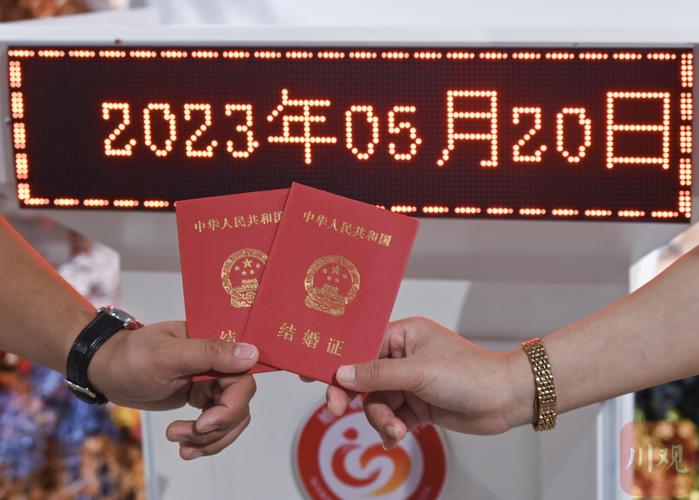 2023年05月20日
中华人民共和国
结
中华人民共和国
结婚证
川观